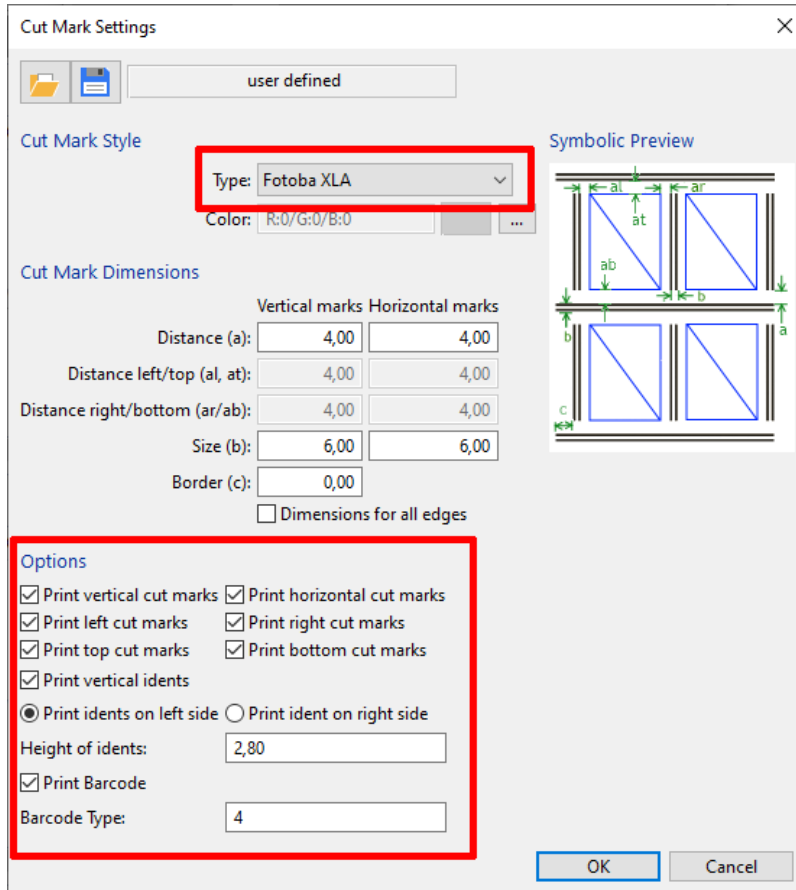 Cut Mark Settings
user defined
Cut Mark Style
Type: Fotoba XLA
Color: R:0/G:0/B:0 ...
Cut Mark Dimensions
Vertical marks Horizontal marks
Distance (a): 4,00 4,00
Distance left/top (al, at): 4,00 4,00
Distance right/bottom (ar/ab): 4,00 4,00
Size (b): 6,00 6,00
Border (c): 0,00
Dimensions for all edges
Symbolic Preview
al ar
at
ab
b
b a
c
Options
Print vertical cut marks Print horizontal cut marks
Print left cut marks Print right cut marks
Print top cut marks Print bottom cut marks
Print vertical idents
Print idents on left side Print ident on right side
Height of idents: 2,80
Print Barcode
Barcode Type: 4
OK Cancel